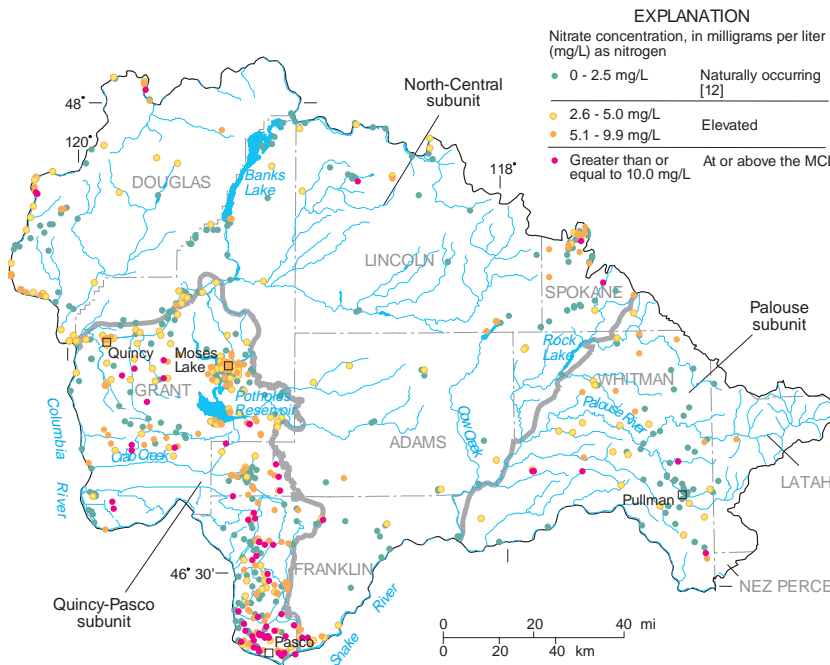 EXPLANATION
Nitrate concentration, in milligrams per liter
(mg/L) as nitrogen
0 - 2.5 mg/L Naturally occurring
[12]
2.6 - 5.0 mg/L
Elevated
5.1 - 9.9 mg/L
Greater than or At or above the MCL
equal to 10.0 mg/L
North-Central
subunit
48°
120°
118°
DOUGLAS
Banks
Lake
LINCOLN
SPOKANE
Palouse
subunit
Quincy
Moses
Lake
Rock
Lake
WHITMAN
GRANT
Potholes
Reservoir
Palouse River
Columbia
River
ADAMS
Cow Creek
Crab Creek
LATAH
Pullman
46° 30'
FRANKLIN
NEZ PERCE
Quincy-Pasco
subunit
Snake River
Pasco
0 20 40 mi
0 20 40 km